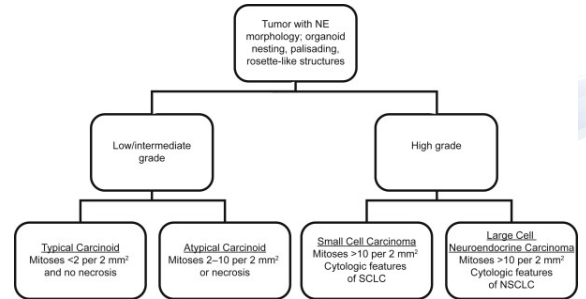 Tumor with NE
morphology; organoid
nesting, palisading,
rosette-like structures
Low/intermediate
grade
High grade
Typical Carcinoid
Mitoses <2 per 2 mm²
and no necrosis
Atypical Carcinoid
Mitoses 2–10 per 2 mm²
or necrosis
Small Cell Carcinoma
Mitoses >10 per 2 mm²
Cytologic features
of SCLC
Large Cell
Neuroendocrine Carcinoma
Mitoses >10 per 2 mm²
Cytologic features
of NSCLC